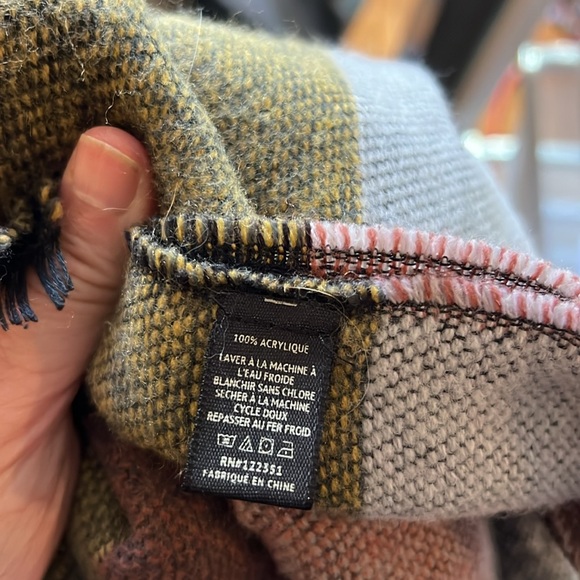 100% ACRYLIQUE
LAVER À LA MACHINE À
L'EAU FROIDE
BLANCHIR SANS CHLORE
SECHER À LA MACHINE
CYCLE DOUX
REPASSER AU FER FROID
RN#122351
FABRIQUÉ EN CHINE